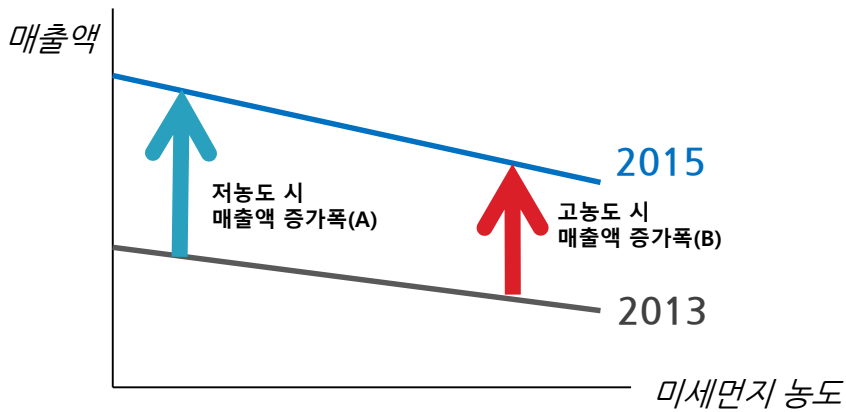 매출액
2015
저농도 시
매출액 증가폭(A)
고농도 시
매출액 증가폭(B)
2013
미세먼지 농도